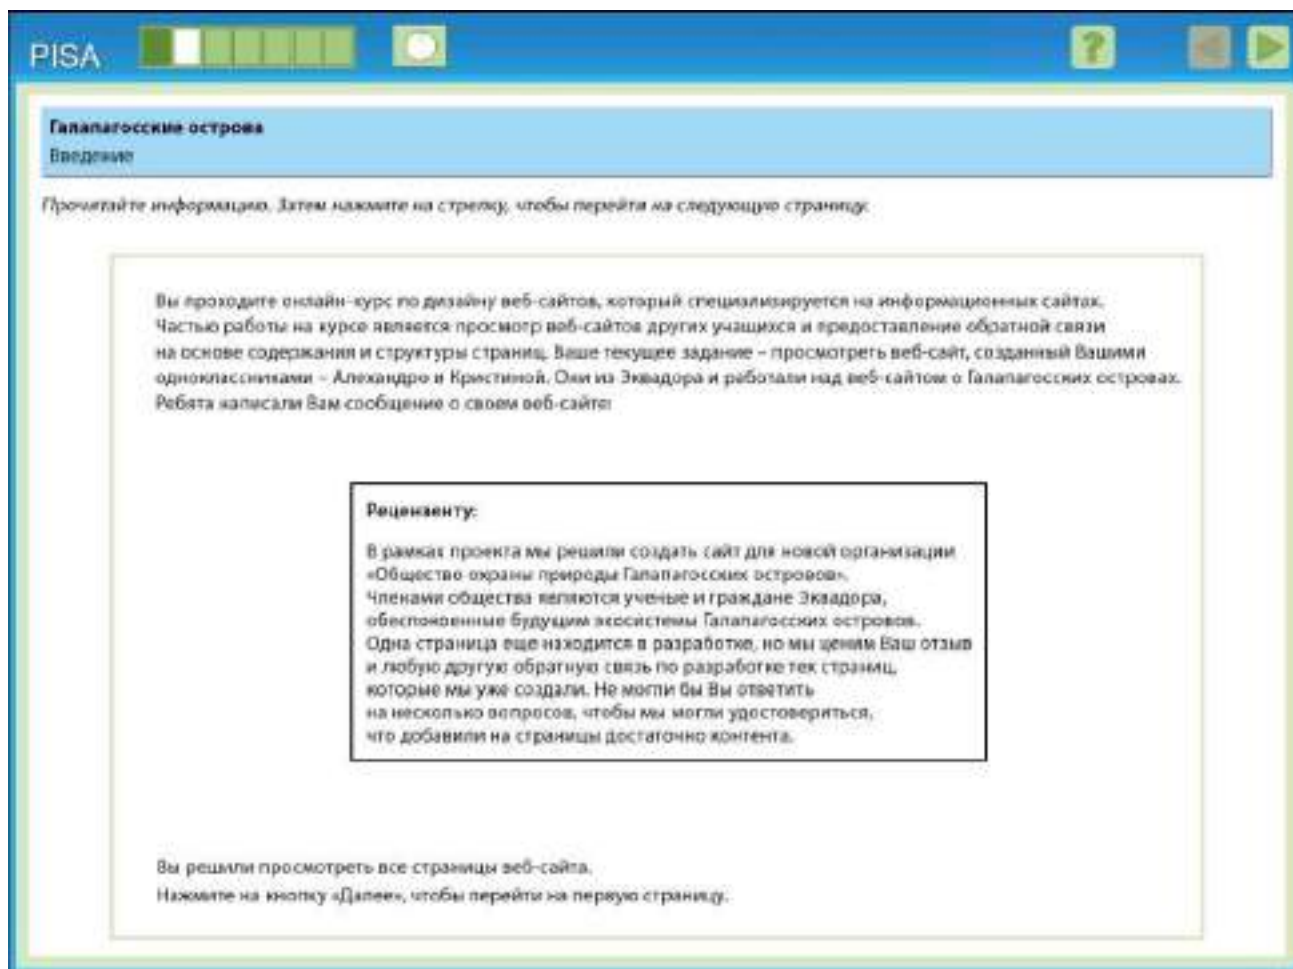 PISA
?
Галапагосские острова
Введение
Прочитайте информацию. Затем нажмите на стрелку, чтобы перейти на следующую страницу.
Вы проходите онлайн-курс по дизайну веб-сайтов, который специализируется на информационных сайтах.
Частью работы на курсе является просмотр веб-сайтов других учащихся и предоставление обратной связи
на основе содержания и структуры страниц. Ваше текущее задание – просмотреть веб-сайт, созданный Вашими
одноклассниками – Алехандро и Кристиной. Они из Эквадора и работали над веб-сайтом о Галапагосских островах.
Ребята написали Вам сообщение о своем веб-сайте:
Рецензенту:
В рамках проекта мы решили создать сайт для новой организации
«Общество охраны природы Галапагосских островов».
Членами общества являются ученые и граждане Эквадора,
обеспокоенные будущим экосистемы Галапагосских островов.
Одна страница еще находится в разработке, но мы ценим Ваш отзыв
и любую другую обратную связь по разработке тех страниц,
которые мы уже создали. Не могли бы Вы ответить
на несколько вопросов, чтобы мы могли удостовериться,
что добавили на страницы достаточно контента.
Вы решили просмотреть все страницы веб-сайта.
Нажмите на кнопку «Далее», чтобы перейти на первую страницу.